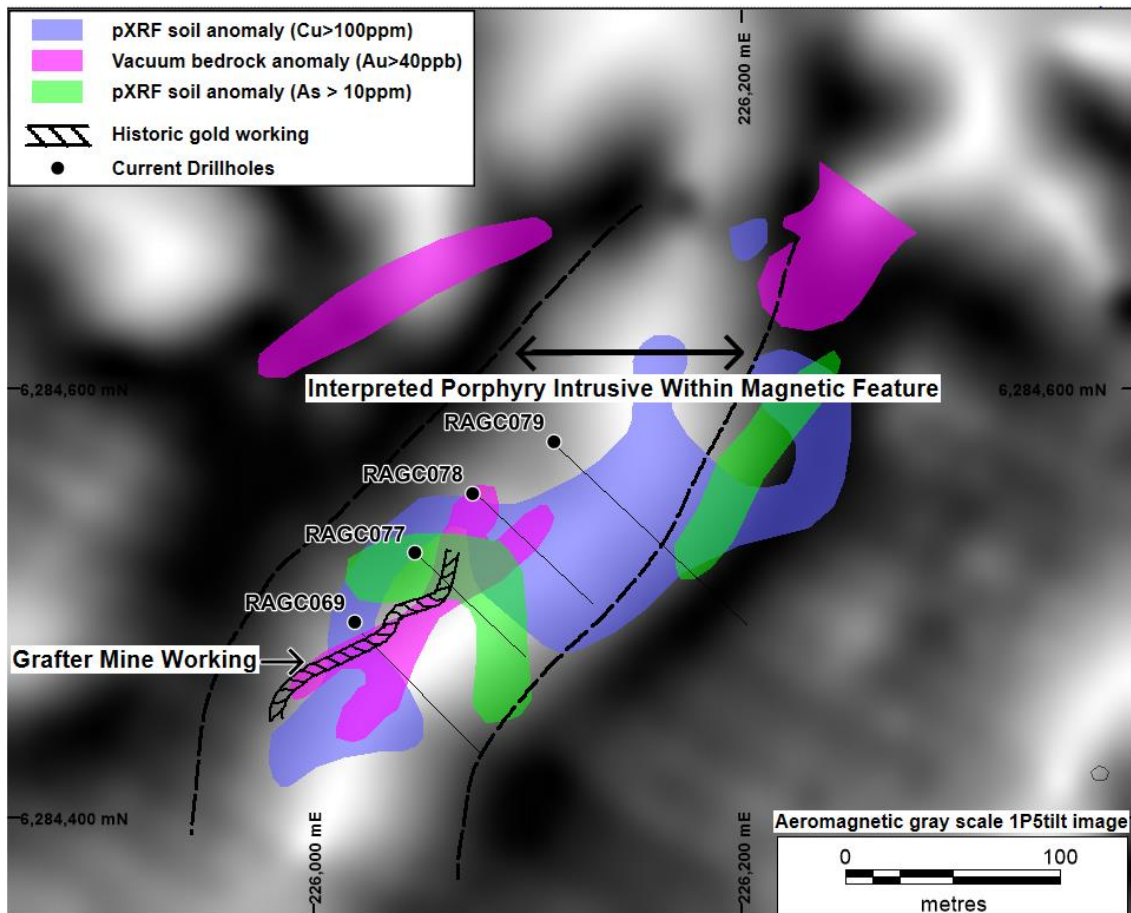 pXRF soil anomaly (Cu>100ppm)
Vacuum bedrock anomaly (Au>40ppb)
pXRF soil anomaly (As > 10ppm)
Historic gold working
Current Drillholes
226,200 mE
6,284,600 mN
Interpreted Porphyry Intrusive Within Magnetic Feature
6,284,600 mN
RAGC079
RAGC078
RAGC077
RAGC069
Grafter Mine Working
6,284,400 mN
226,000 mE
226,200 mE
Aeromagnetic gray scale 1P5tilt image
0 100
metres